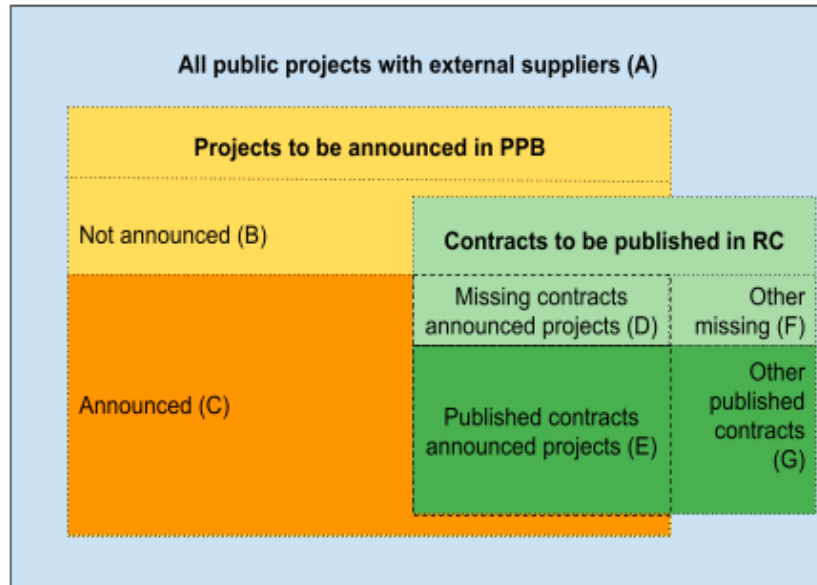 All public projects with external suppliers (A)
Projects to be announced in PPB
Not announced (B)
Contracts to be published in RC
Missing contracts
announced projects (D)
Other
missing (F)
Announced (C)
Published contracts
announced projects (E)
Other
published
contracts
(G)